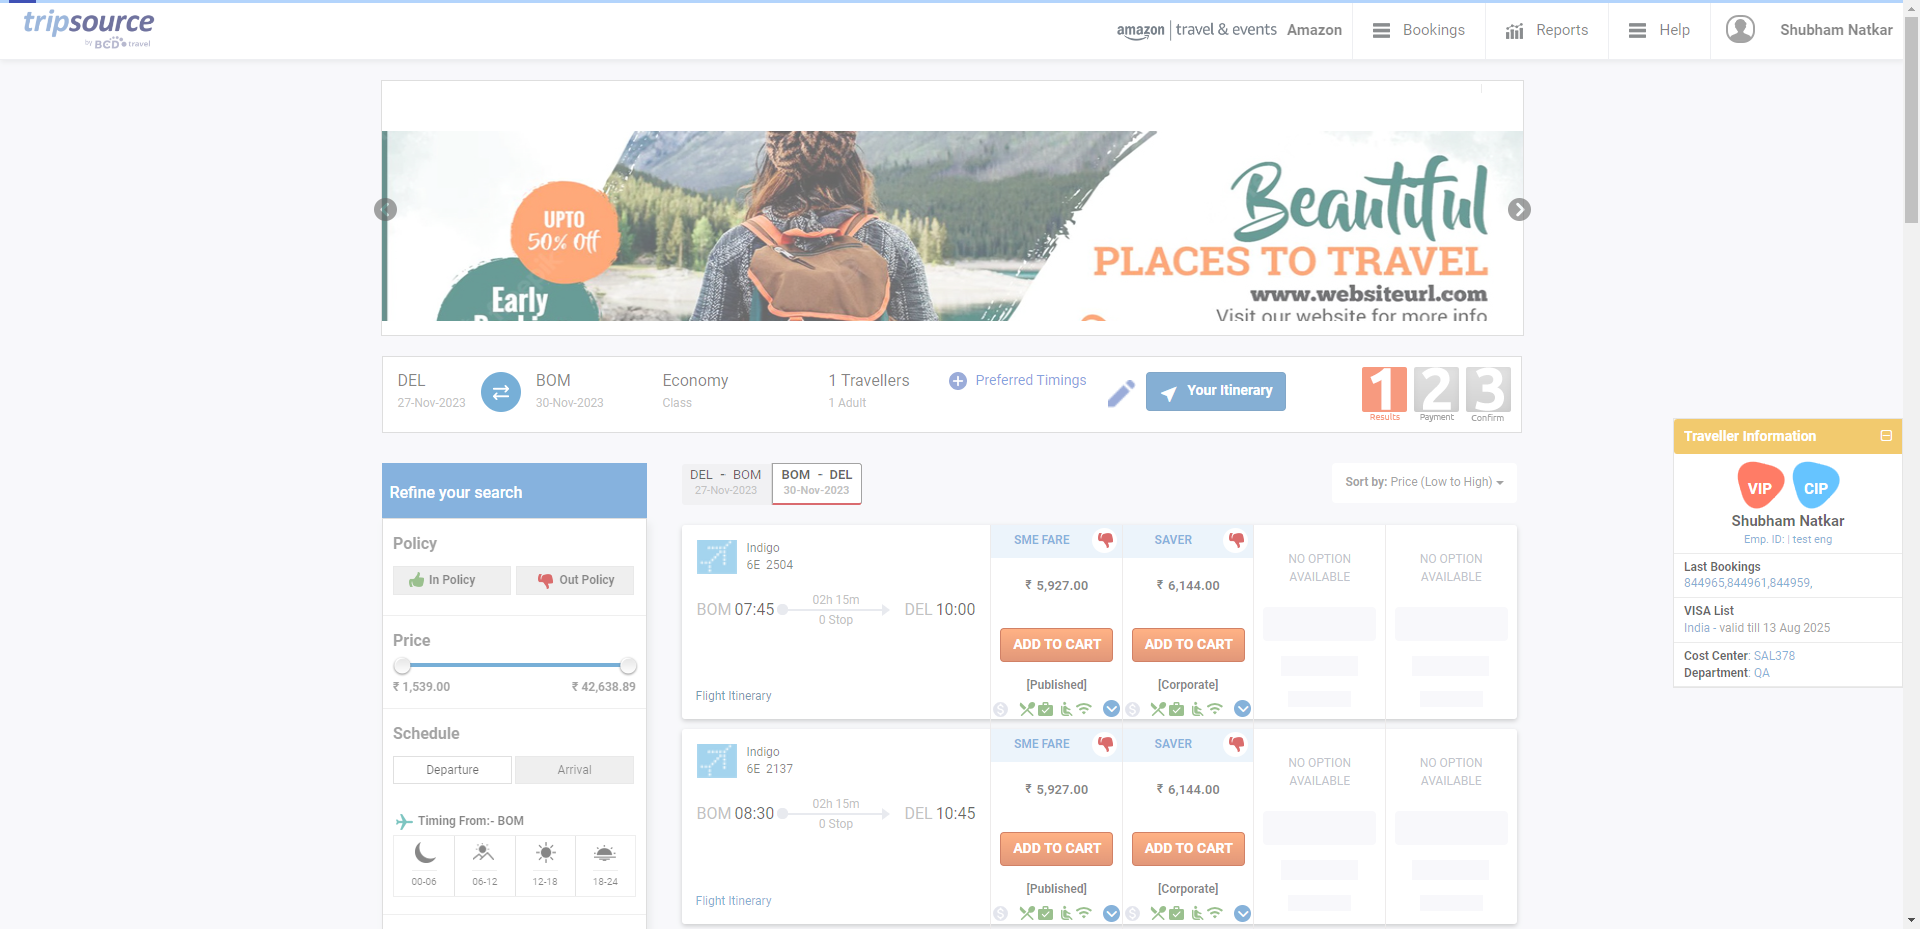 tripsource
by BCD travel
amazon | travel & events Amazon
Bookings
Reports
Help
Shubham Natkar
UPTO
50% Off
Early
Beautiful
PLACES TO TRAVEL
www.websiteurl.com
Visit our website for more info
DEL
27-Nov-2023
BOM
30-Nov-2023
Economy
Class
1 Travellers
1 Adult
Preferred Timings
Your Itinerary
1
Results
2
Payment
3
Confirm
Refine your search
Policy
In Policy
Out Policy
Price
₹ 1,539.00
₹ 42,638.89
Schedule
Departure
Arrival
Timing From:- BOM
00-06
06-12
12-18
18-24
DEL - BOM
27-Nov-2023
BOM - DEL
30-Nov-2023
Sort by: Price (Low to High)
Indigo
6E 2504
BOM 07:45
02h 15m
0 Stop
DEL 10:00
Flight Itinerary
SME FARE
₹ 5,927.00
ADD TO CART
[Published]
SAVER
₹ 6,144.00
ADD TO CART
[Corporate]
NO OPTION
AVAILABLE
NO OPTION
AVAILABLE
Indigo
6E 2137
BOM 08:30
02h 15m
0 Stop
DEL 10:45
Flight Itinerary
SME FARE
₹ 5,927.00
ADD TO CART
[Published]
SAVER
₹ 6,144.00
ADD TO CART
[Corporate]
NO OPTION
AVAILABLE
NO OPTION
AVAILABLE
Traveller Information
VIP
CIP
Shubham Natkar
Emp. ID: | test eng
Last Bookings
844965,844961,844959,
VISA List
India - valid till 13 Aug 2025
Cost Center: SAL378
Department: QA